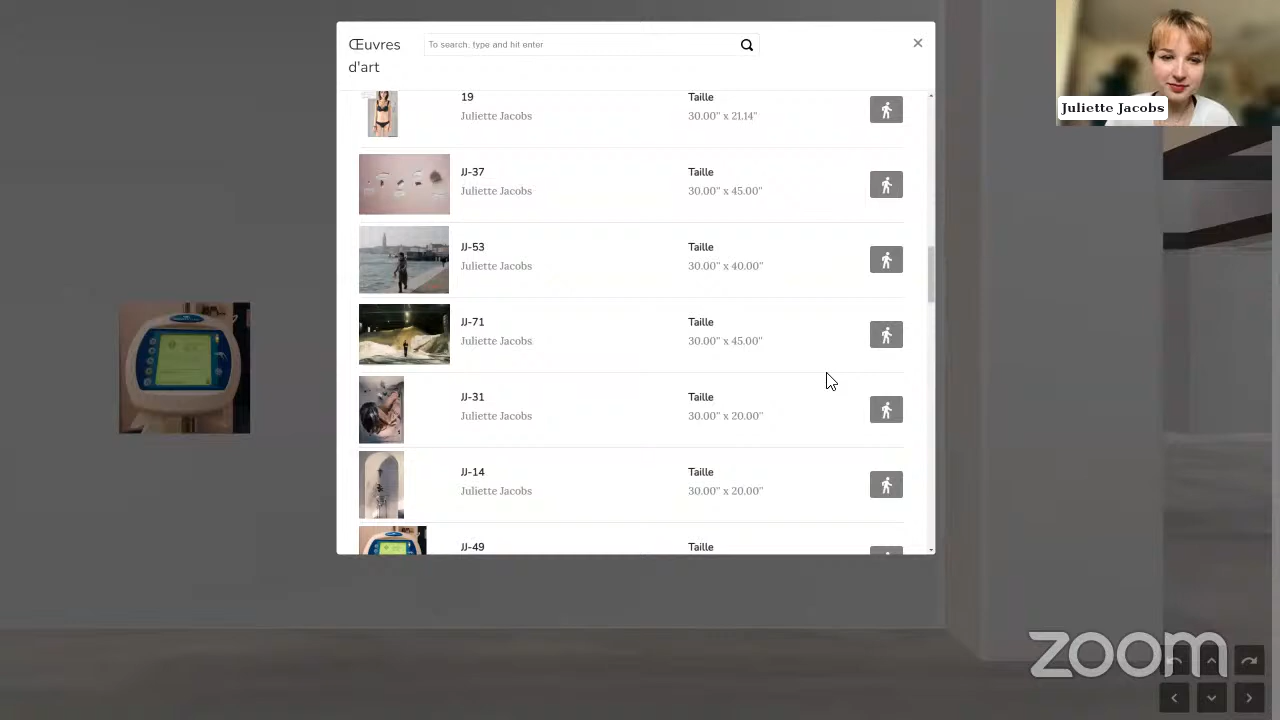 Œuvres
d'art
To search, type and hit enter
Juliette Jacobs
19
Taille
Juliette Jacobs
30.00" x 21.14"
JJ-37
Taille
Juliette Jacobs
30.00" x 45.00"
JJ-53
Taille
Juliette Jacobs
30.00" x 40.00"
JJ-71
Taille
Juliette Jacobs
30.00" x 45.00"
JJ-31
Taille
Juliette Jacobs
30.00" x 20.00"
JJ-14
Taille
Juliette Jacobs
30.00" x 20.00"
JJ-49
Taille
zoom